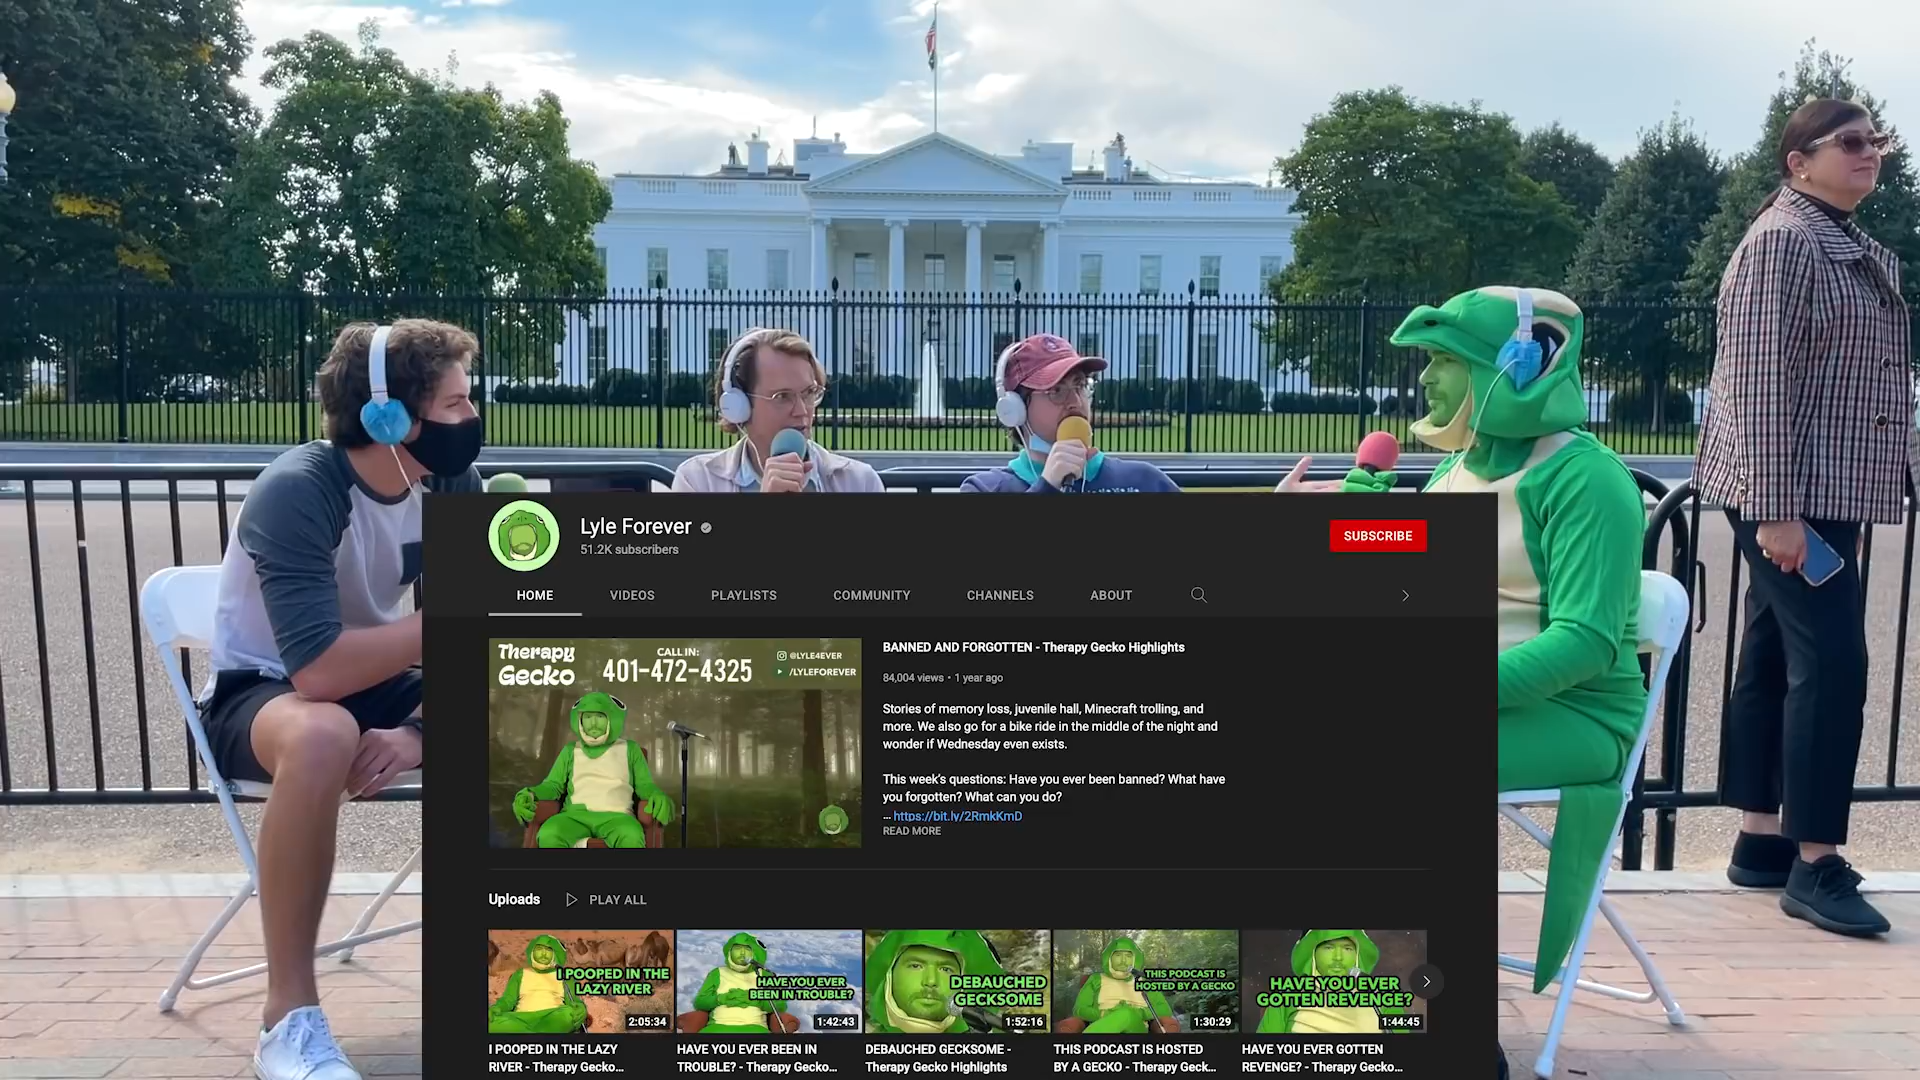 Lyle Forever
51.2K subscribers
SUBSCRIBE
HOME
VIDEOS
PLAYLISTS
COMMUNITY
CHANNELS
ABOUT
Therapy
Gecko
CALL IN:
401-472-4325
@LYLE4EVER
/LYLEFOREVER
BANNED AND FORGOTTEN - Therapy Gecko Highlights
84,004 views • 1 year ago
Stories of memory loss, juvenile hall, Minecraft trolling, and
more. We also go for a bike ride in the middle of the night and
wonder if Wednesday even exists.
This week's questions: Have you ever been banned? What have
you forgotten? What can you do?
... https://bit.ly/2RmkKmD
READ MORE
Uploads
PLAY ALL
I POOPED IN THE
LAZY RIVER
2:05:34
HAVE YOU EVER
BEEN IN TROUBLE?
1:42:43
DEBAUCHED
GECKSOME
1:52:16
THIS PODCAST IS
HOSTED BY A GECKO
1:30:29
HAVE YOU EVER
GOTTEN REVENGE?
1:44:45
I POOPED IN THE LAZY
RIVER - Therapy Gecko...
HAVE YOU EVER BEEN IN
TROUBLE? - Therapy Gecko...
DEBAUCHED GECKSOME -
Therapy Gecko Highlights
THIS PODCAST IS HOSTED
BY A GECKO - Therapy Geck...
HAVE YOU EVER GOTTEN
REVENGE? - Therapy Gecko...